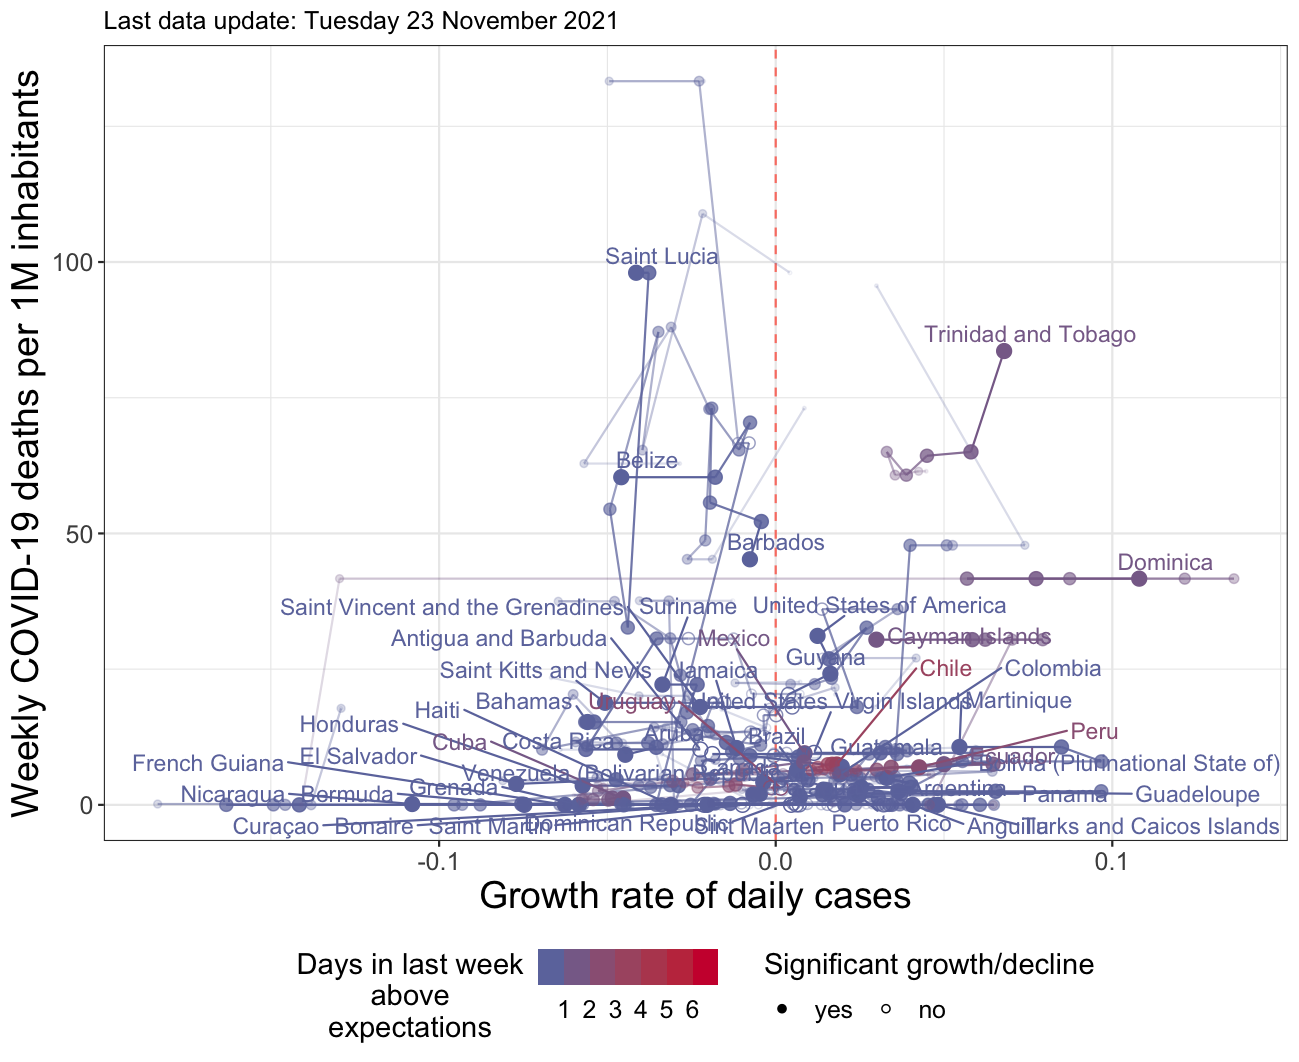 Last data update: Tuesday 23 November 2021
Weekly COVID-19 deaths per 1M inhabitants
100
50
0
Saint Lucia
Trinidad and Tobago
Belize
Barbados
Dominica
Saint Vincent and the Grenadines
Suriname
United States of America
Antigua and Barbuda
Mexico
Cayman Islands
Saint Kitts and Nevis
Jamaica
Guyana
Chile
Colombia
Bahamas
Uruguay
United States Virgin Islands
Martinique
Haiti
Honduras
Cuba
Costa Rica
Aruba
Brazil
Guatemala
Peru
French Guiana
El Salvador
Venezuela (Bolivarian
Ecuador
Bolivia (Plurinational State of)
Nicaragua
Bermuda
Grenada
Argentina
Panama
Guadeloupe
Curaçao
Bonaire
Saint Martin
Dominican Republic
Sint Maarten
Puerto Rico
Anguilla
Turks and Caicos Islands
-0.1
0.0
0.1
Growth rate of daily cases
Days in last week
above
expectations
1 2 3 4 5 6
Significant growth/decline
yes
no